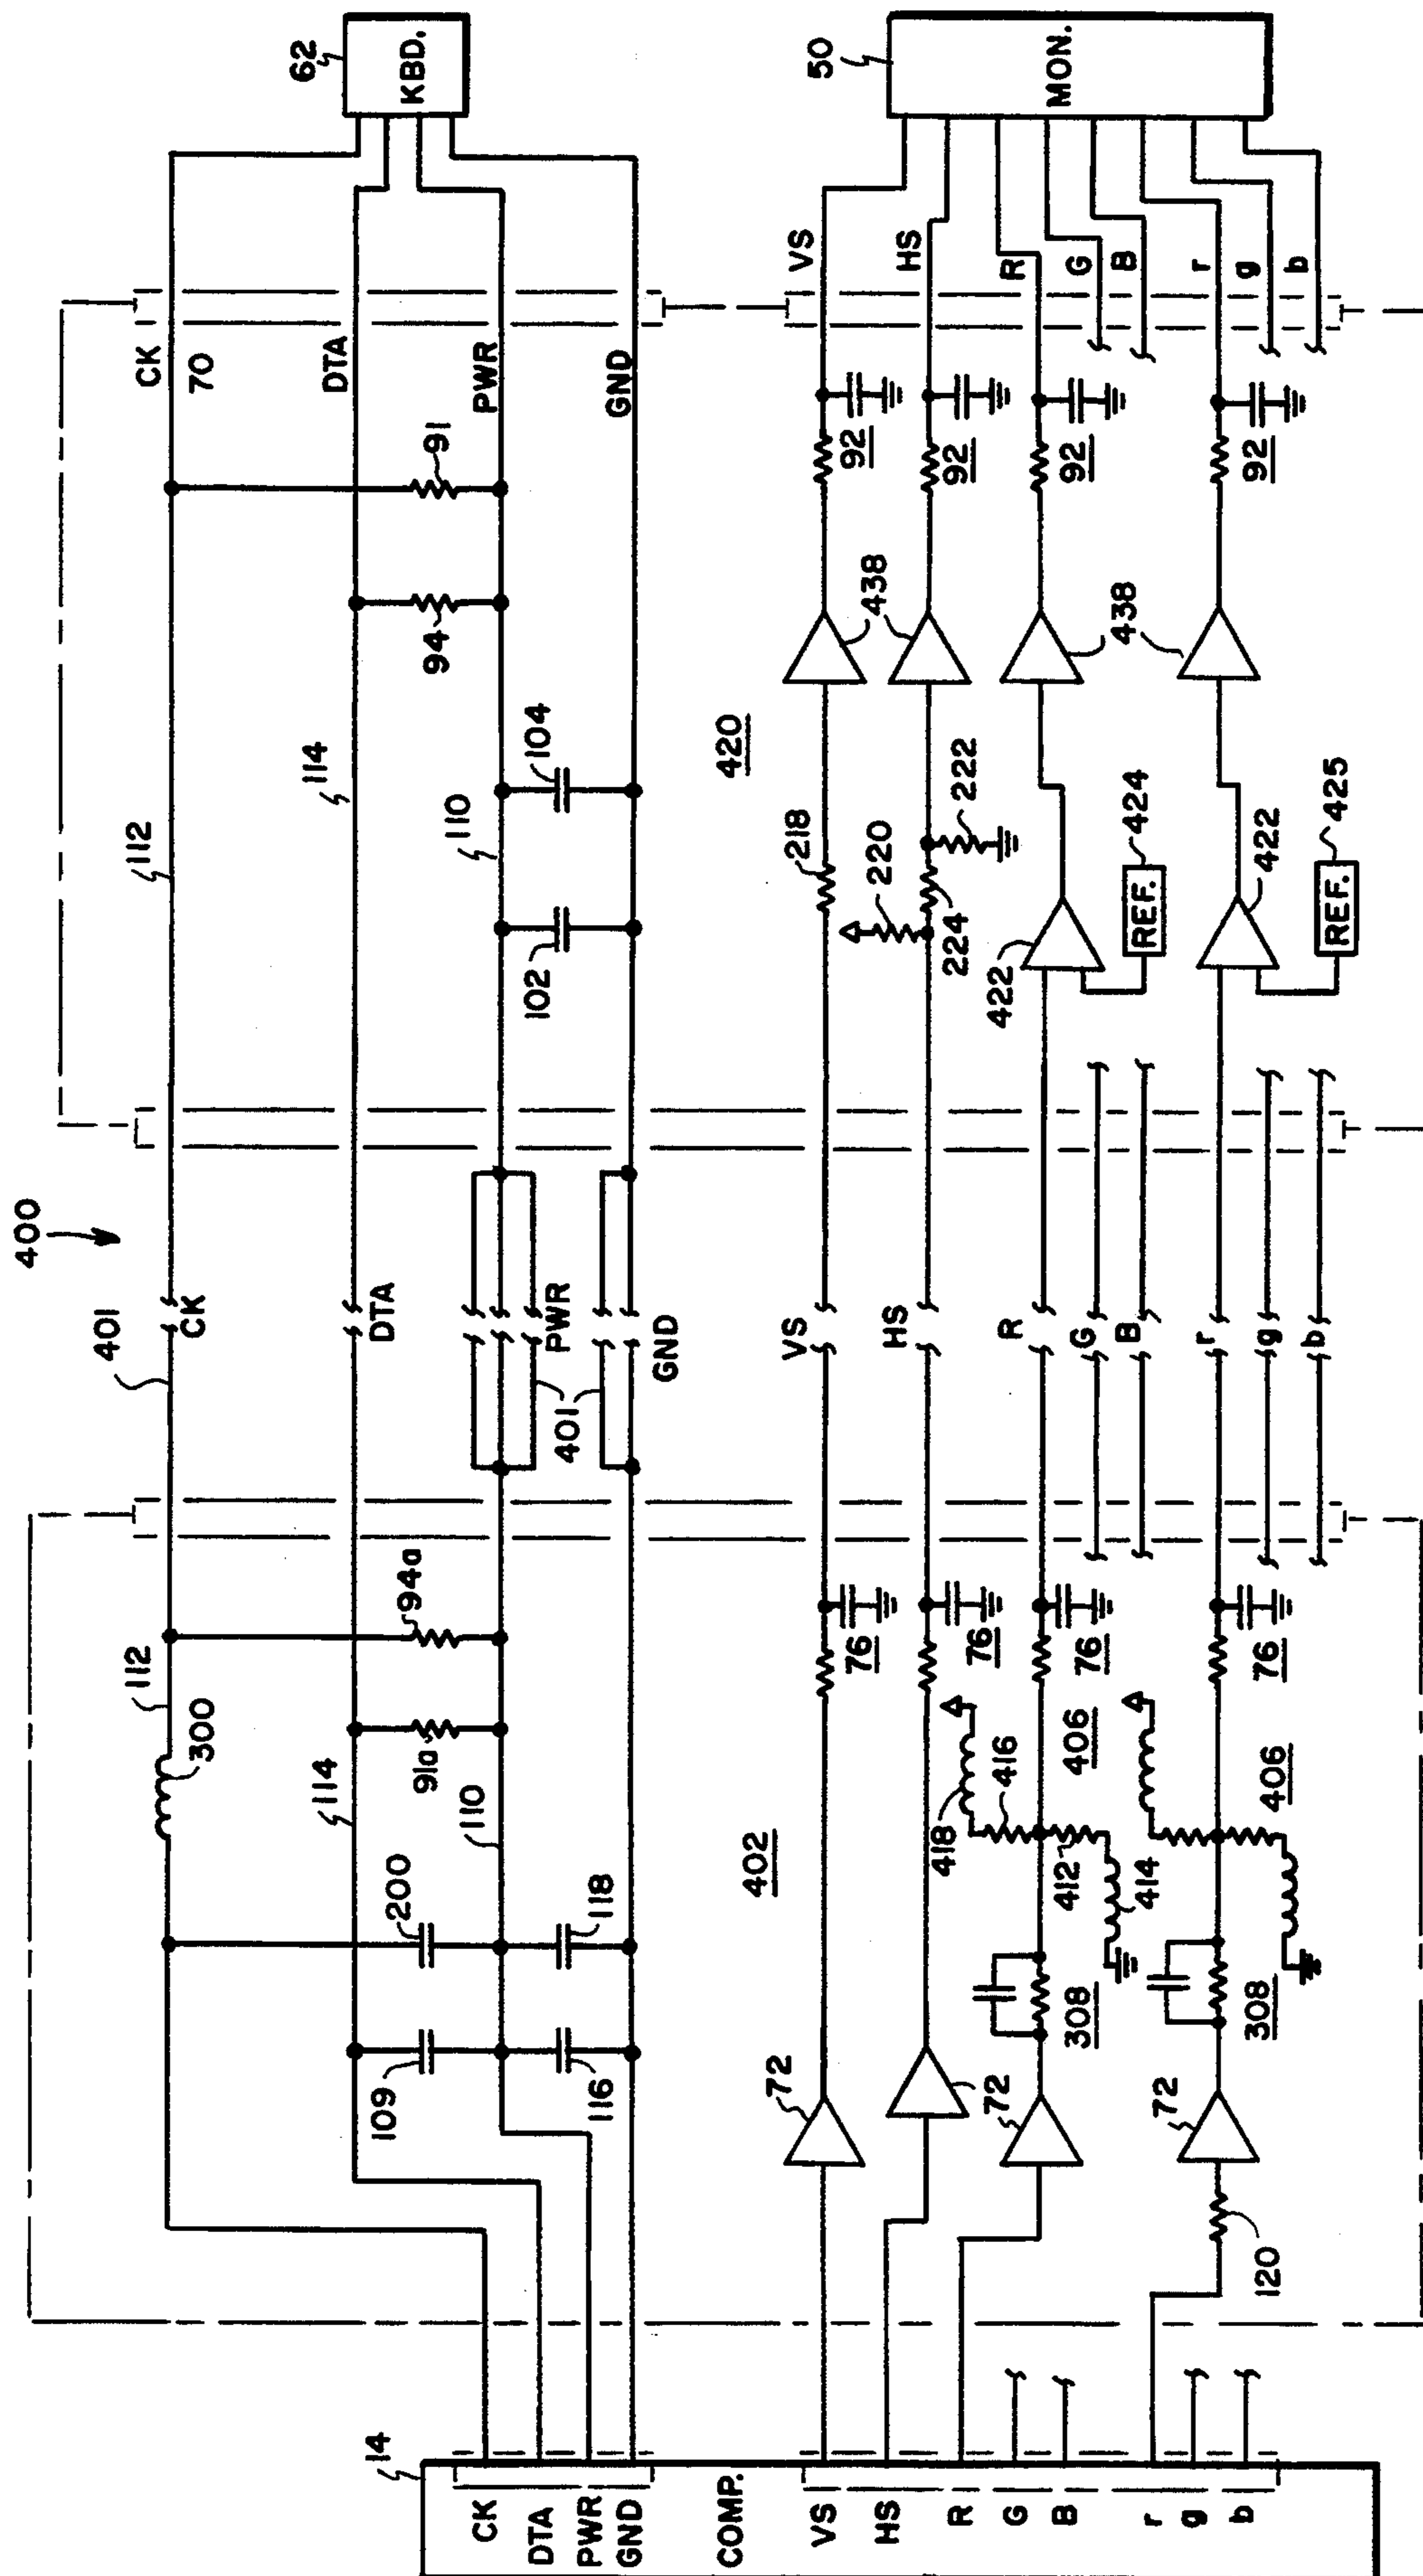 400
14
COMP.
CK
DTA
PWR
GND
VS
HS
R
G
B
r
g
b
109
200
300
112
114
110
116
118
91a
94a
401
CK
DTA
PWR
401
GND
112
114
110
102
104
94
91
CK
70
DTA
PWR
GND
62
KBD.
402
72
72
72
72
120
308
308
418
416
412
414
406
406
76
76
76
76
VS
HS
R
G
B
r
g
b
420
218
220
222
224
422
422
REF.
424
REF.
425
438
438
92
92
92
92
VS
HS
R
G
B
r
g
b
50
MON.